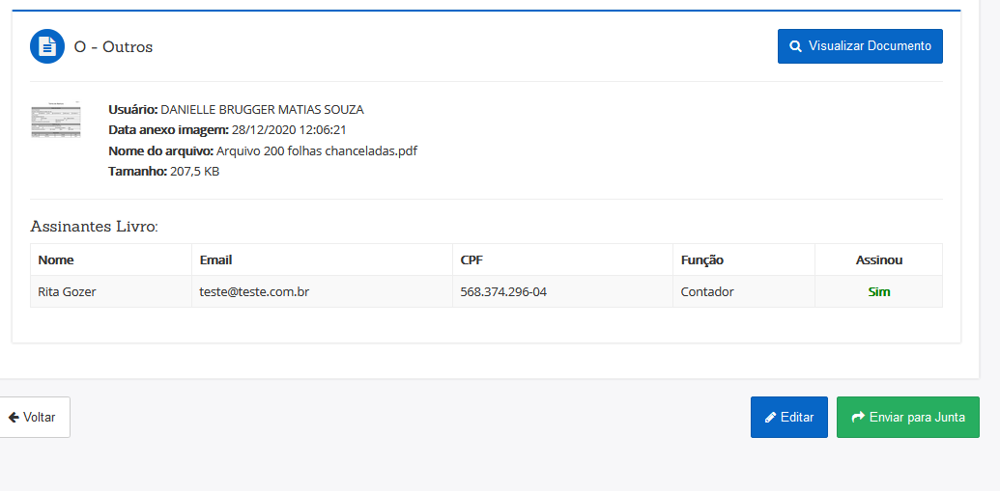 O - Outros
Visualizar Documento
Usuário: DANIELLE BRUGGER MATIAS SOUZA
Data anexo imagem: 28/12/2020 12:06:21
Nome do arquivo: Arquivo 200 folhas chanceladas.pdf
Tamanho: 207,5 KB
Assinantes Livro:
Nome Email CPF Função Assinou
Rita Gozer teste@teste.com.br 568.374.296-04 Contador Sim
Voltar
Editar
Enviar para Junta